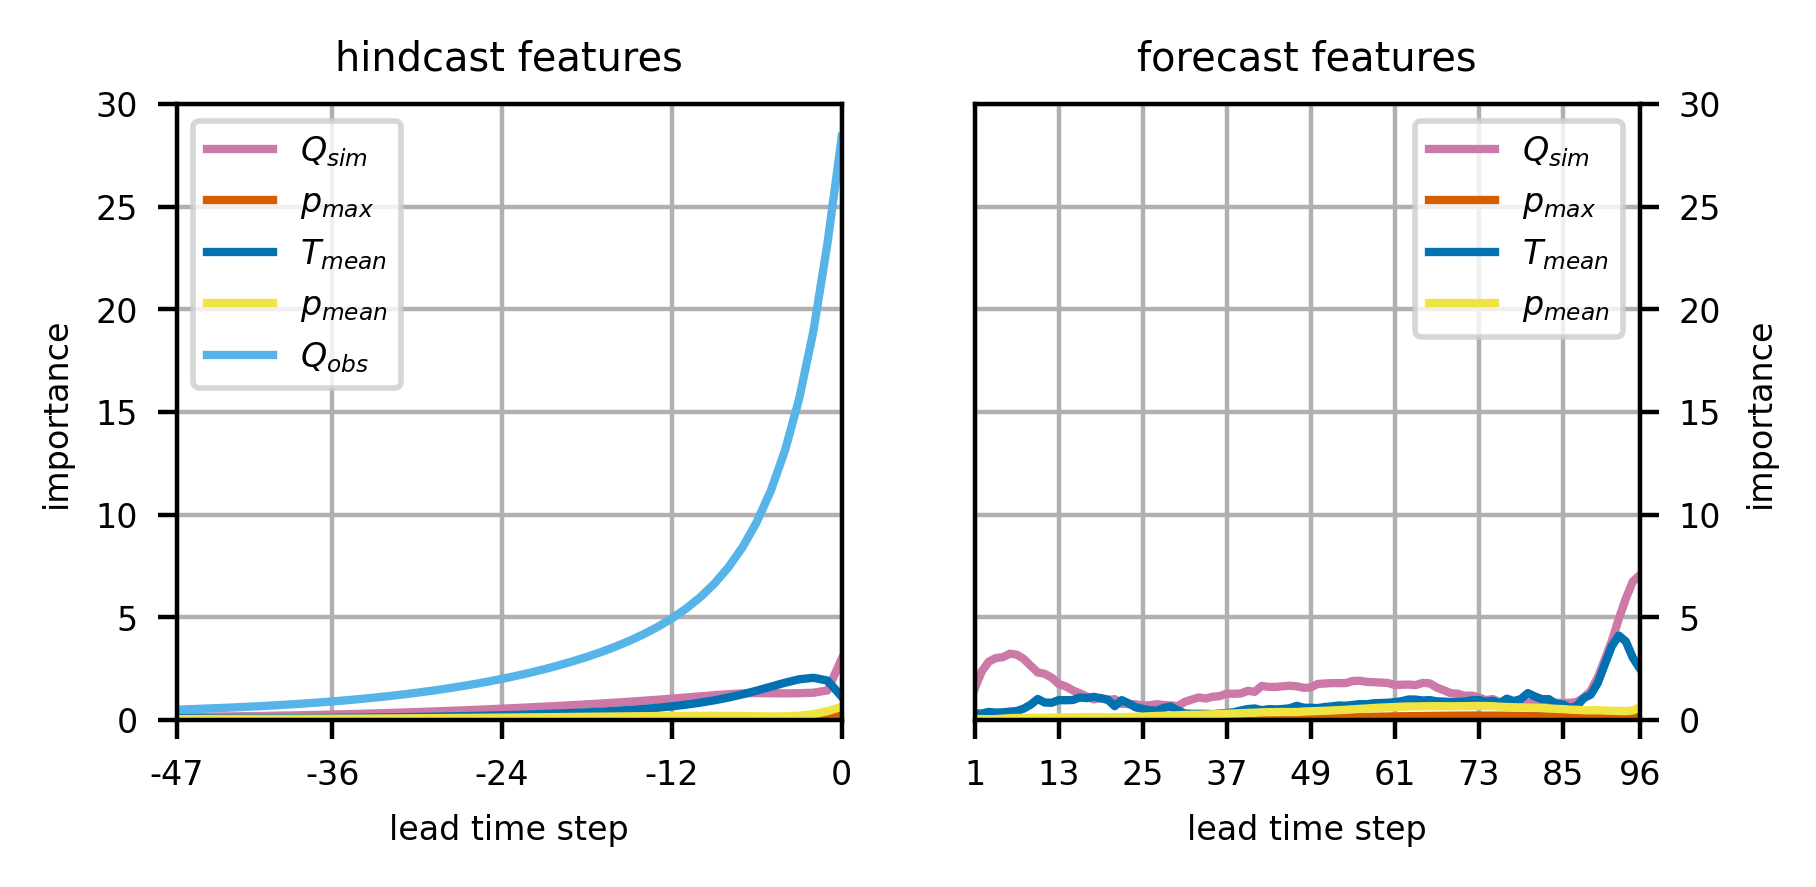 hindcast features
30
25
20
15
10
5
0
importance
Q_sim
p_max
T_mean
p_mean
Q_obs
-47 -36 -24 -12 0
lead time step
forecast features
Q_sim
p_max
T_mean
p_mean
30
25
20
15
10
5
0
importance
1 13 25 37 49 61 73 85 96
lead time step